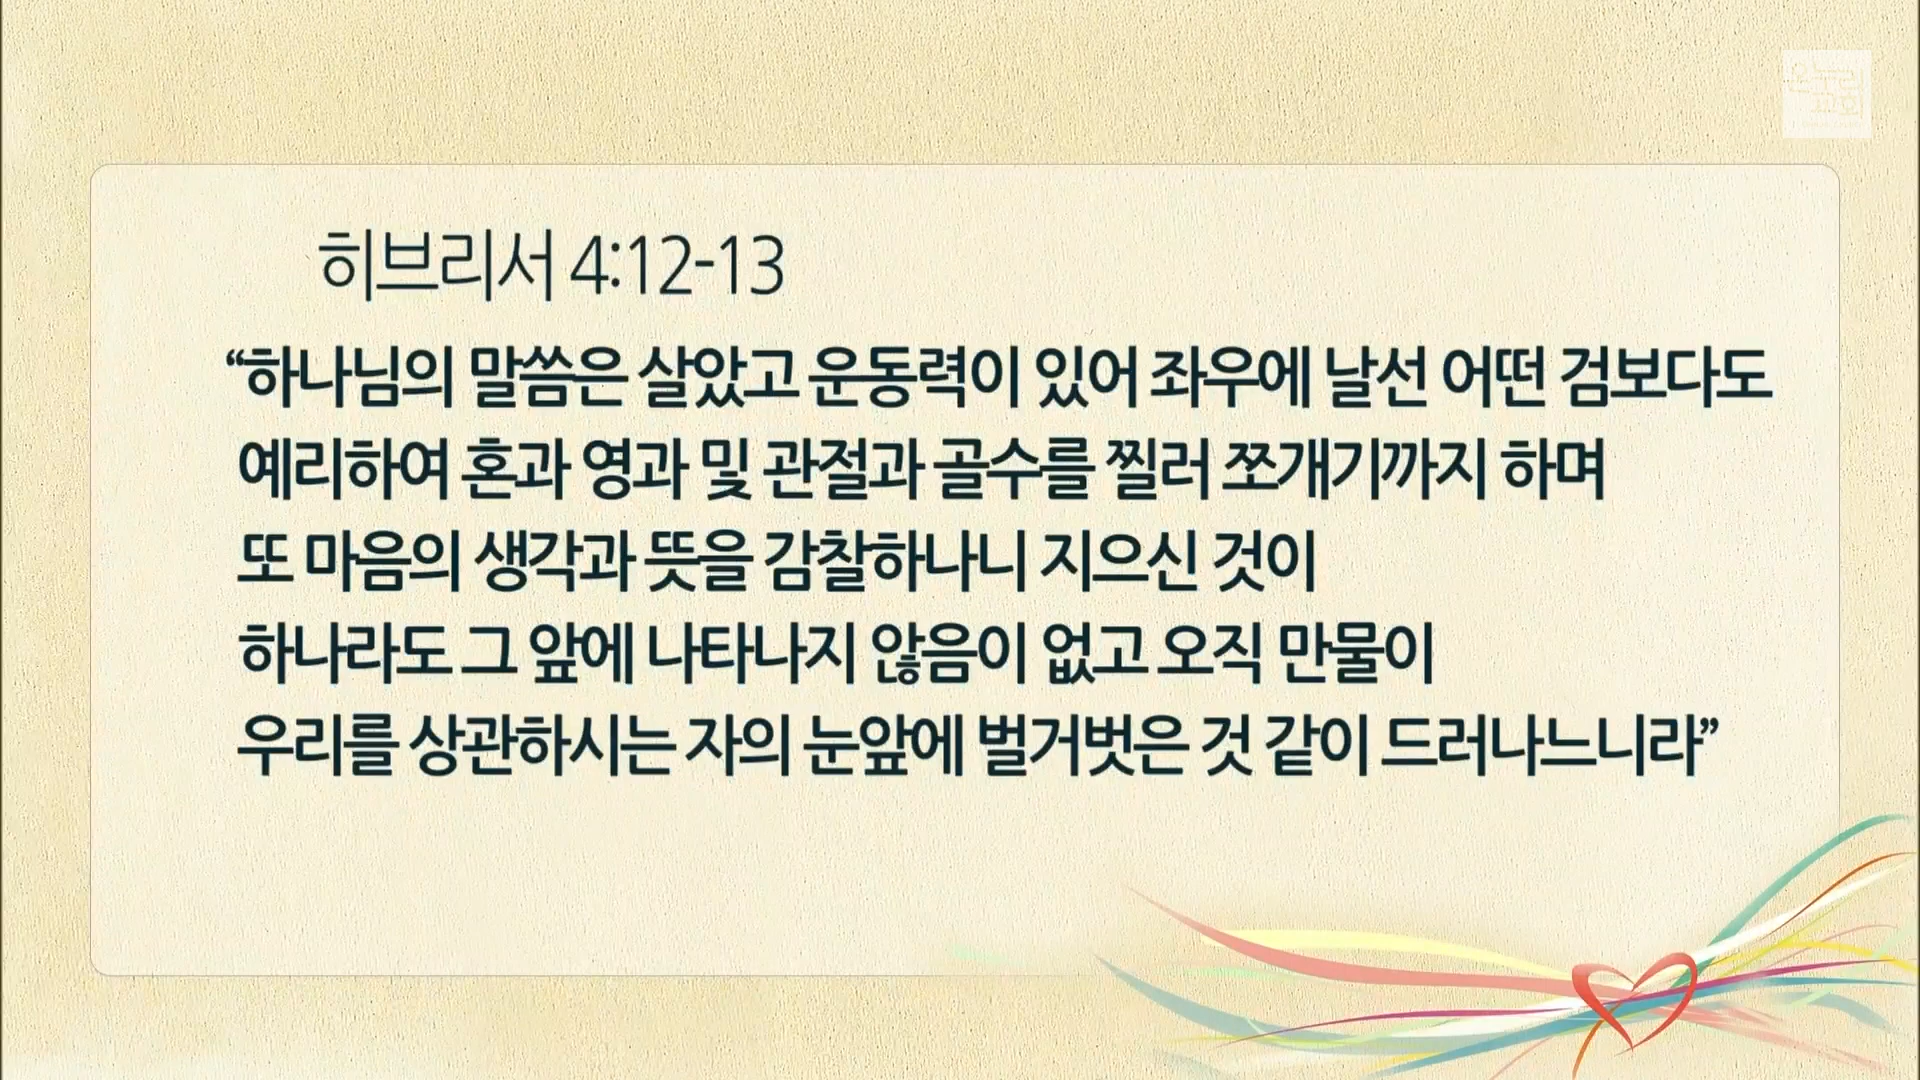 온누리
교회
히브리서 4:12-13
“하나님의 말씀은 살았고 운동력이 있어 좌우에 날선 어떤 검보다도
예리하여 혼과 영과 및 관절과 골수를 찔러 쪼개기까지 하며
또 마음의 생각과 뜻을 감찰하나니 지으신 것이
하나라도 그 앞에 나타나지 않음이 없고 오직 만물이
우리를 상관하시는 자의 눈앞에 벌거벗은 것 같이 드러나느니라”